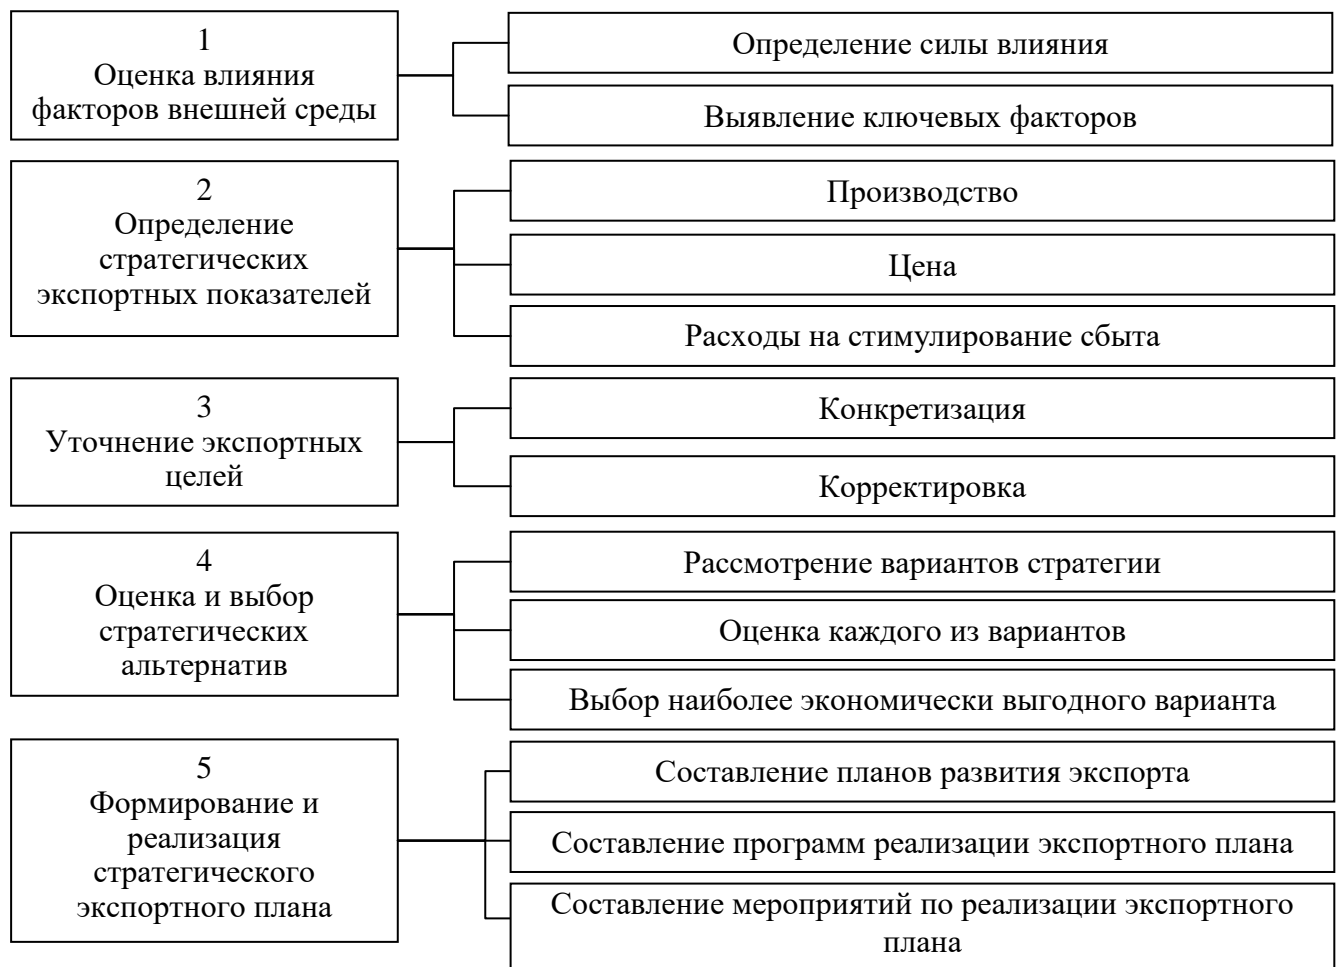 1
Оценка влияния
факторов внешней среды
Определение силы влияния
Выявление ключевых факторов
2
Определение
стратегических
экспортных показателей
Производство
Цена
Расходы на стимулирование сбыта
3
Уточнение экспортных
целей
Конкретизация
Корректировка
4
Оценка и выбор
стратегических
альтернатив
Рассмотрение вариантов стратегии
Оценка каждого из вариантов
Выбор наиболее экономически выгодного варианта
5
Формирование и
реализация
стратегического
экспортного плана
Составление планов развития экспорта
Составление программ реализации экспортного плана
Составление мероприятий по реализации экспортного
плана